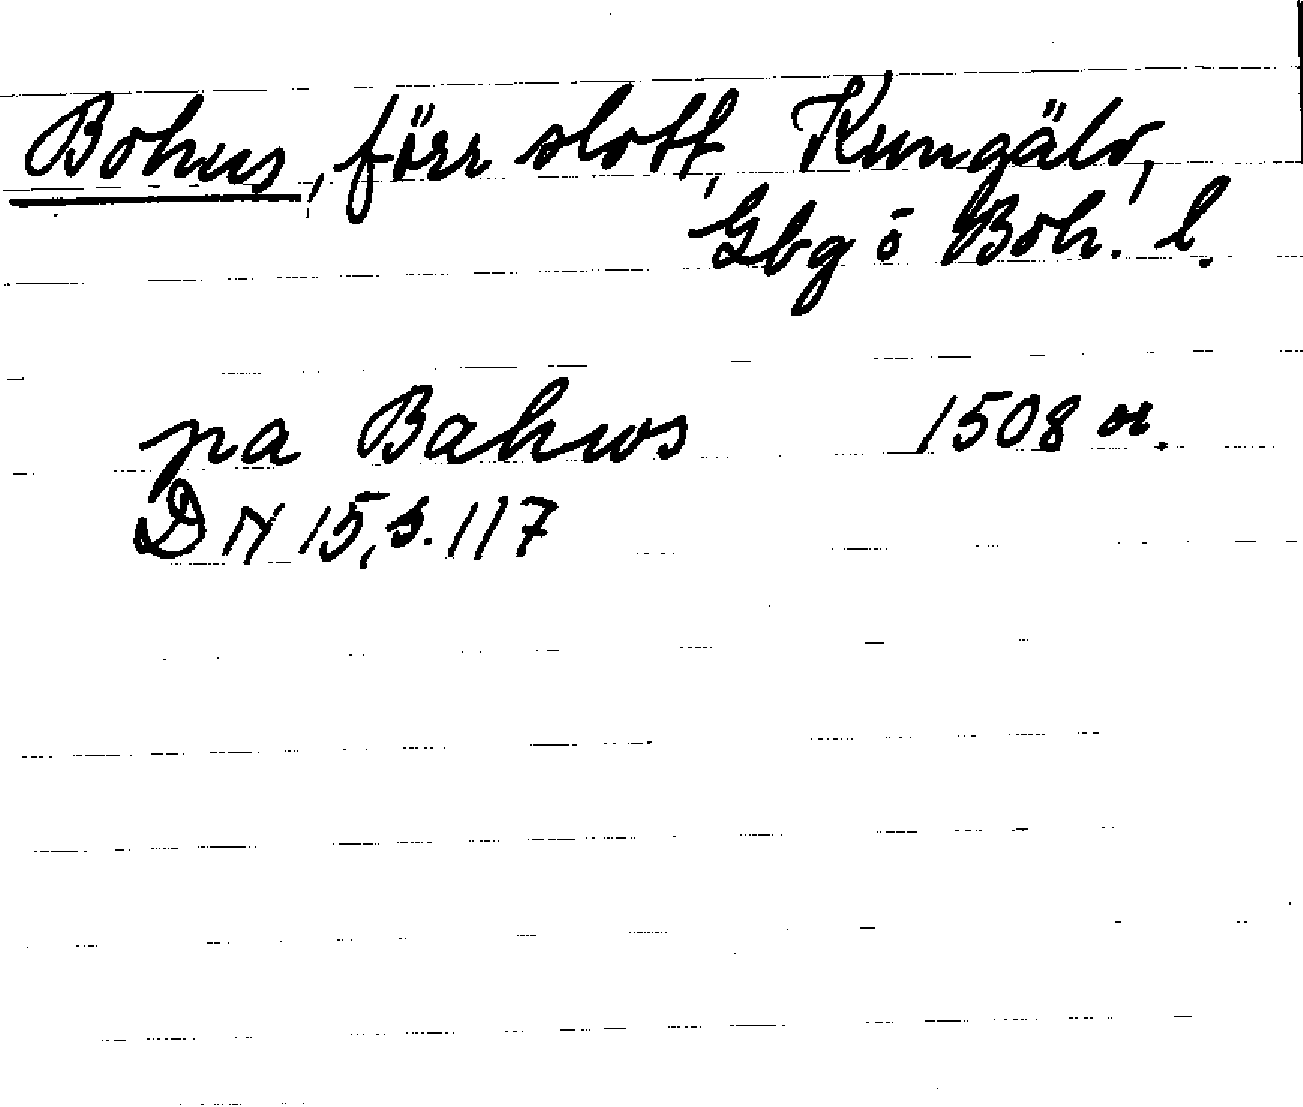 Bohus, förr slott, Kungälv,
Gbg o Boh. l.
pa Bahws 1508 or.
DN 15, s. 117